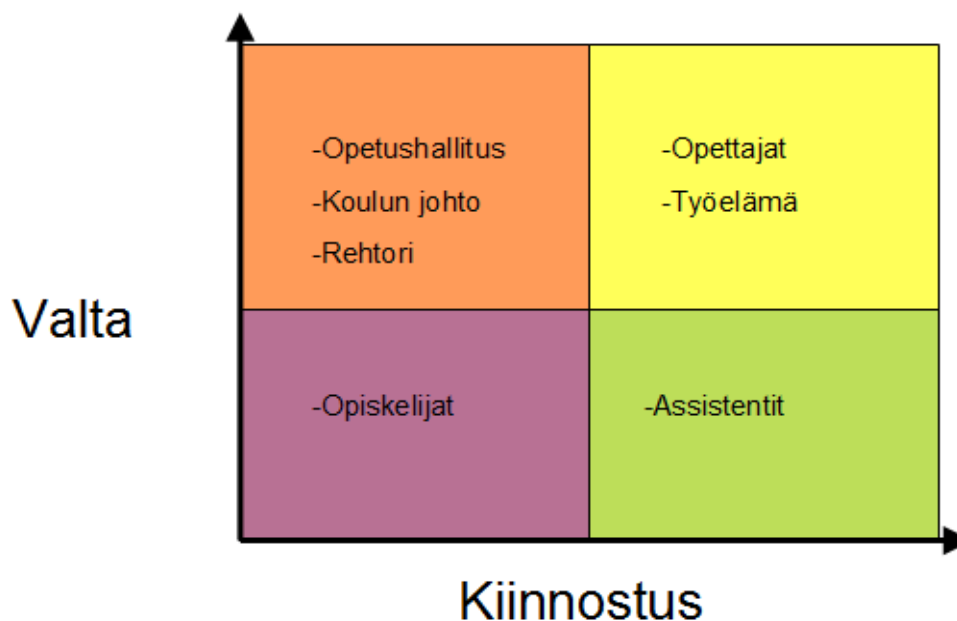 -Opetushallitus
-Koulun johto
-Rehtori
-Opettajat
-Työelämä
Valta
-Opiskelijat
-Assistentit
Kiinnostus